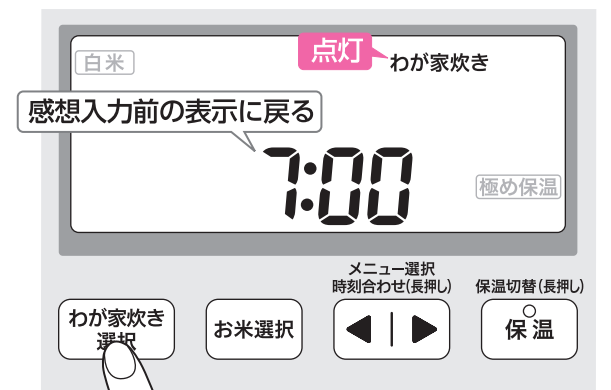 白米
点灯
わが家炊き
感想入力前の表示に戻る
7:00
極め保温
メニュー選択
時刻合わせ(長押し)
保温切替(長押し)
わが家炊き
選択
お米選択
保温